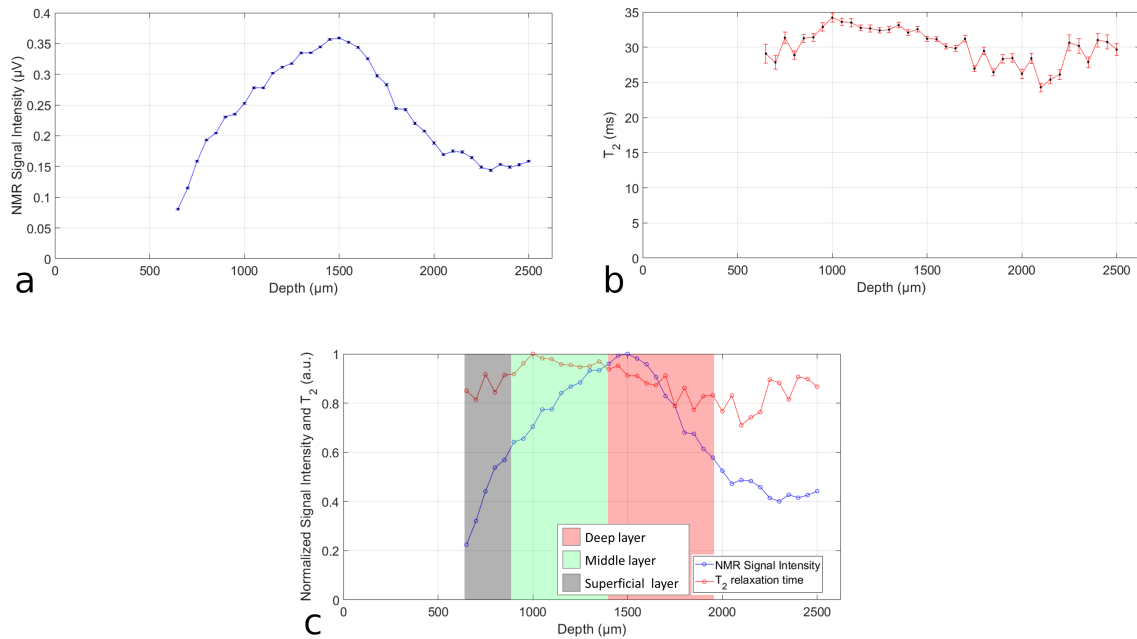 0.4
0.35
0.3
0.25
0.2
0.15
0.1
0.05
0
NMR Signal Intensity (µV)
0
500
1000
1500
2000
2500
Depth (µm)
a
35
30
25
20
15
10
5
0
T2 (ms)
0
500
1000
1500
2000
2500
Depth (µm)
b
1
0.8
0.6
0.4
0.2
0
Normalized Signal Intensity and T2 (a.u.)
Deep layer
Middle layer
Superficial layer
NMR Signal Intensity
T2 relaxation time
0
500
1000
1500
2000
2500
Depth (µm)
c